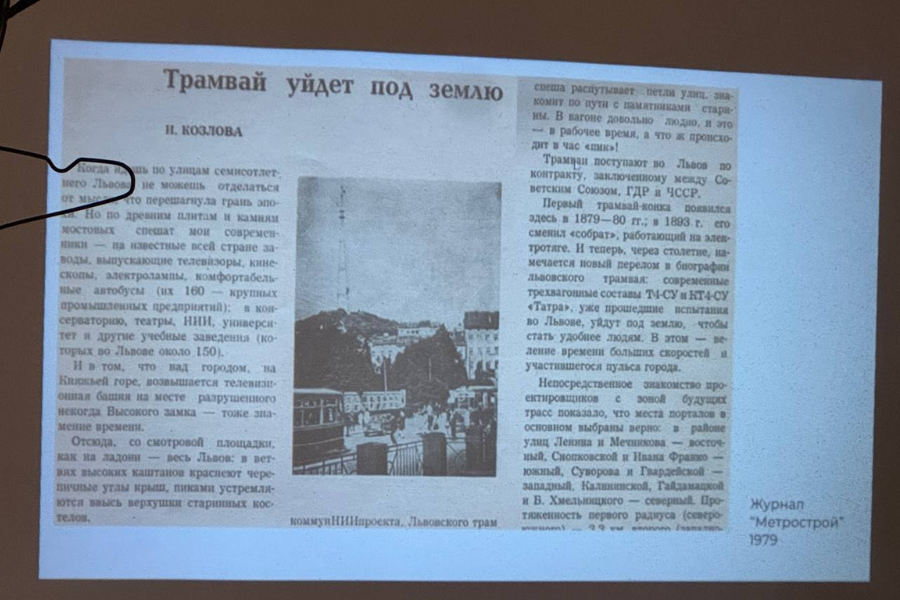 Трамвай уйдет под землю
И. КОЗЛОВА
Когда идешь по улицам семисотлет-
него Львова, не можешь отделаться
от мысли, что перешагнула грань эпо-
хи. Но по древним плитам и камням
мостовых спешат мои современ-
ники — на известные всей стране за-
воды, выпускающие телевизоры, кине-
скопы, электролампы, комфортабель-
ные автобусы (их 160 — крупных
промышленных предприятий); в кон-
серваторию, театры, НИИ, универси-
тет и другие учебные заведения (ко-
торых во Львове около 150).
И в том, что над городом, на
Княжьей горе, возвышается телевизи-
онная башня на месте разрушенного
некогда Высокого замка — тоже зна-
мение времени.
Отсюда, со смотровой площадки,
как на ладони — весь Львов: в вет-
вях высоких каштанов краснеют чере-
пичные углы крыш, пиками устремля-
ются ввысь верхушки старинных кос-
телов.
коммунНИИпроекта, Львовского трам
спеша распутывает петли улиц, зна-
комит по пути с памятниками стари-
ны. В вагоне довольно людно, и это
— в рабочее время, а что ж происхо-
дит в час «пик»!
Трамваи поступают во Львов по
контракту, заключенному между Со-
ветским Союзом, ГДР и ЧССР.
Первый трамвай-конка появился
здесь в 1879—80 гг.; в 1893 г. его
сменил «собрат», работающий на элек-
тротяге. И теперь, через столетие, на-
мечается новый перелом в биографии
львовского трамвая: современные
трехвагонные составы Т4-СУ и КТ4-СУ
«Татра», уже прошедшие испытания
во Львове, уйдут под землю, чтобы
стать удобнее людям. В этом — ве-
ление времени больших скоростей и
участившегося пульса города.
Непосредственное знакомство про-
ектировщиков с зоной будущих
трасс показало, что места порталов в
основном выбраны верно: в районе
улиц Ленина и Мечникова — восточ-
ный, Снопковской и Ивана Франко —
южный, Суворова и Гвардейской —
западный, Калининской, Гайдамацкой
и Б. Хмельницкого — северный. Про-
тяженность первого радиуса (северо-
Журнал
"Метрострой"
1979